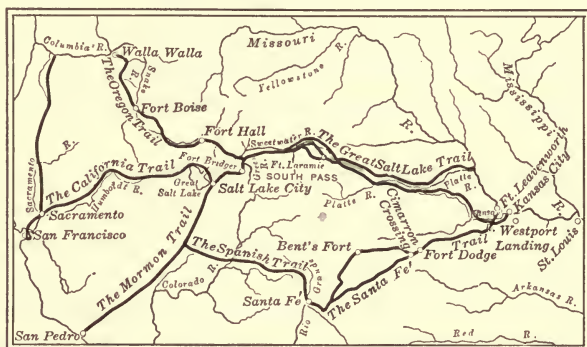 Columbia R.
Walla Walla
Missouri
R.
Snake R.
Yellowstone
The Oregon Trail
Mississippi
Fort Boise
R.
Fort Hall
Sweetwater R.
The Great Salt Lake Trail
R.
Fort Bridger
Ft. Laramie
SOUTH PASS
Platte R.
Ft. Leavenworth
Kansas City
Sacramento
The California Trail
Humboldt R.
Great Salt Lake
Salt Lake City
Platte R.
Cimarron Crossing
Santa
R.
Sacramento
San Francisco
Westport Landing
St. Louis
The Mormon Trail
Bent's Fort
Trail
Fort Dodge
The Spanish Trail
The Santa Fé
Colorado R.
Rio Grande
Santa Fé
Arkansas R.
San Pedro
Red R.